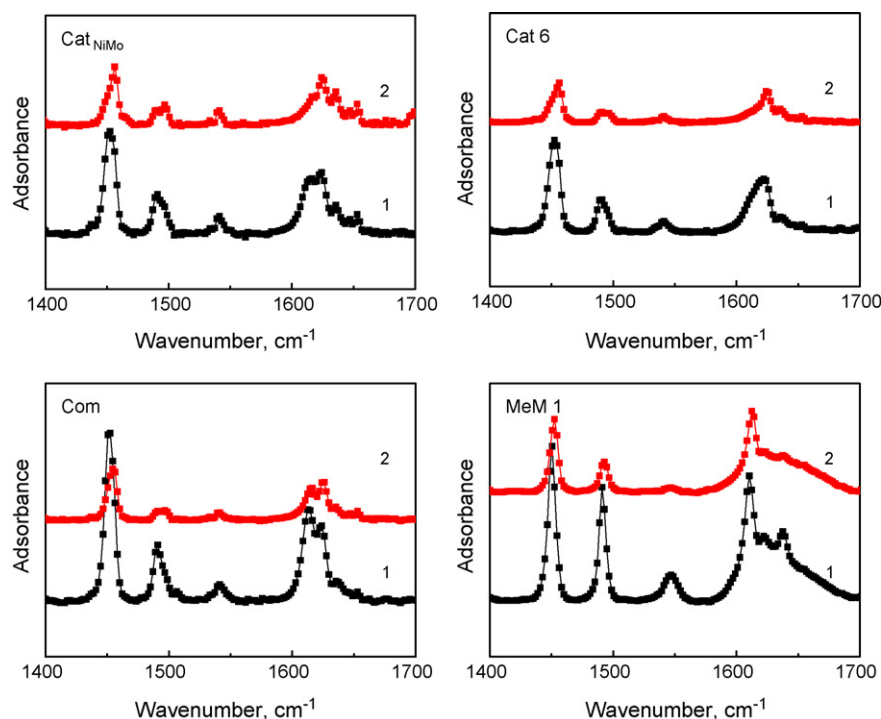 Cat NiMo
2
1
Absorbance
1400 1500 1600 1700
Wavenumber, cm-1
Cat 6
2
1
Adsorbance
1400 1500 1600 1700
Wavenumber, cm-1
Com
2
1
Adsorbance
1400 1500 1600 1700
Wavenumber, cm-1
MeM 1
2
1
Adsorbance
1400 1500 1600 1700
Wavenumber, cm-1